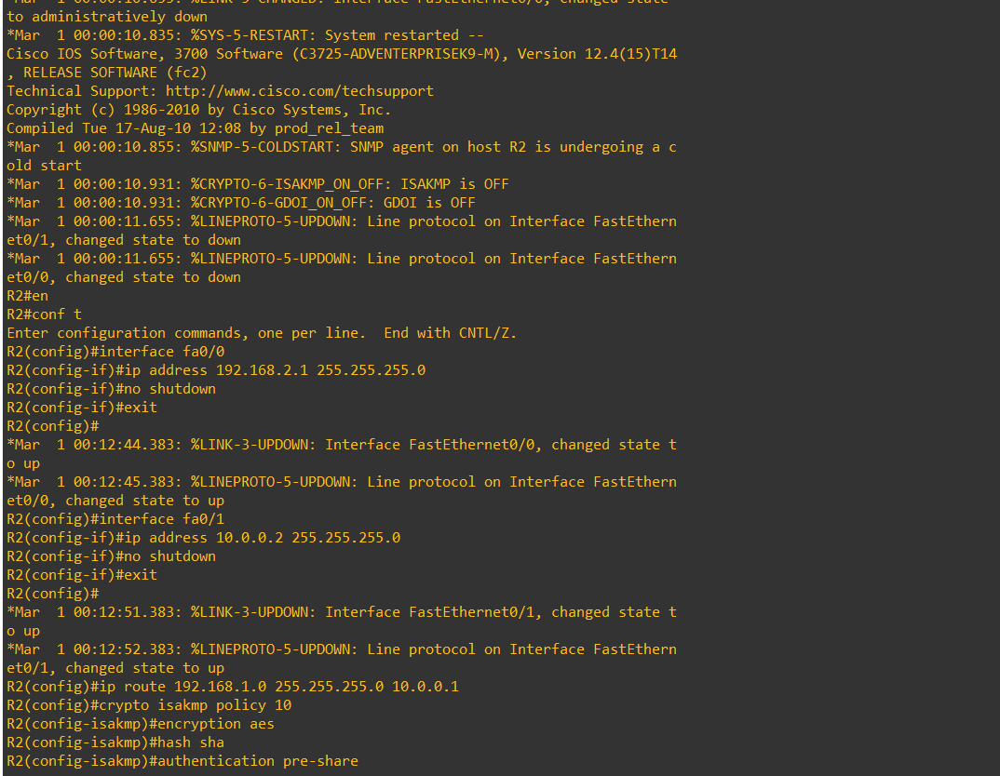 *Mar  1 00:00:10.835: %LINK-5-CHANGED: Interface FastEthernet0/0, changed state
to administratively down
*Mar  1 00:00:10.835: %SYS-5-RESTART: System restarted --
Cisco IOS Software, 3700 Software (C3725-ADVENTERPRISEK9-M), Version 12.4(15)T14
, RELEASE SOFTWARE (fc2)
Technical Support: http://www.cisco.com/techsupport
Copyright (c) 1986-2010 by Cisco Systems, Inc.
Compiled Tue 17-Aug-10 12:08 by prod_rel_team
*Mar  1 00:00:10.855: %SNMP-5-COLDSTART: SNMP agent on host R2 is undergoing a c
old start
*Mar  1 00:00:10.931: %CRYPTO-6-ISAKMP_ON_OFF: ISAKMP is OFF
*Mar  1 00:00:10.931: %CRYPTO-6-GDOI_ON_OFF: GDOI is OFF
*Mar  1 00:00:11.655: %LINEPROTO-5-UPDOWN: Line protocol on Interface FastEthern
et0/1, changed state to down
*Mar  1 00:00:11.655: %LINEPROTO-5-UPDOWN: Line protocol on Interface FastEthern
et0/0, changed state to down
R2#en
R2#conf t
Enter configuration commands, one per line.  End with CNTL/Z.
R2(config)#interface fa0/0
R2(config-if)#ip address 192.168.2.1 255.255.255.0
R2(config-if)#no shutdown
R2(config-if)#exit
R2(config)#
*Mar  1 00:12:44.383: %LINK-3-UPDOWN: Interface FastEthernet0/0, changed state t
o up
*Mar  1 00:12:45.383: %LINEPROTO-5-UPDOWN: Line protocol on Interface FastEthern
et0/0, changed state to up
R2(config)#interface fa0/1
R2(config-if)#ip address 10.0.0.2 255.255.255.0
R2(config-if)#no shutdown
R2(config-if)#exit
R2(config)#
*Mar  1 00:12:51.383: %LINK-3-UPDOWN: Interface FastEthernet0/1, changed state t
o up
*Mar  1 00:12:52.383: %LINEPROTO-5-UPDOWN: Line protocol on Interface FastEthern
et0/1, changed state to up
R2(config)#ip route 192.168.1.0 255.255.255.0 10.0.0.1
R2(config)#crypto isakmp policy 10
R2(config-isakmp)#encryption aes
R2(config-isakmp)#hash sha
R2(config-isakmp)#authentication pre-share